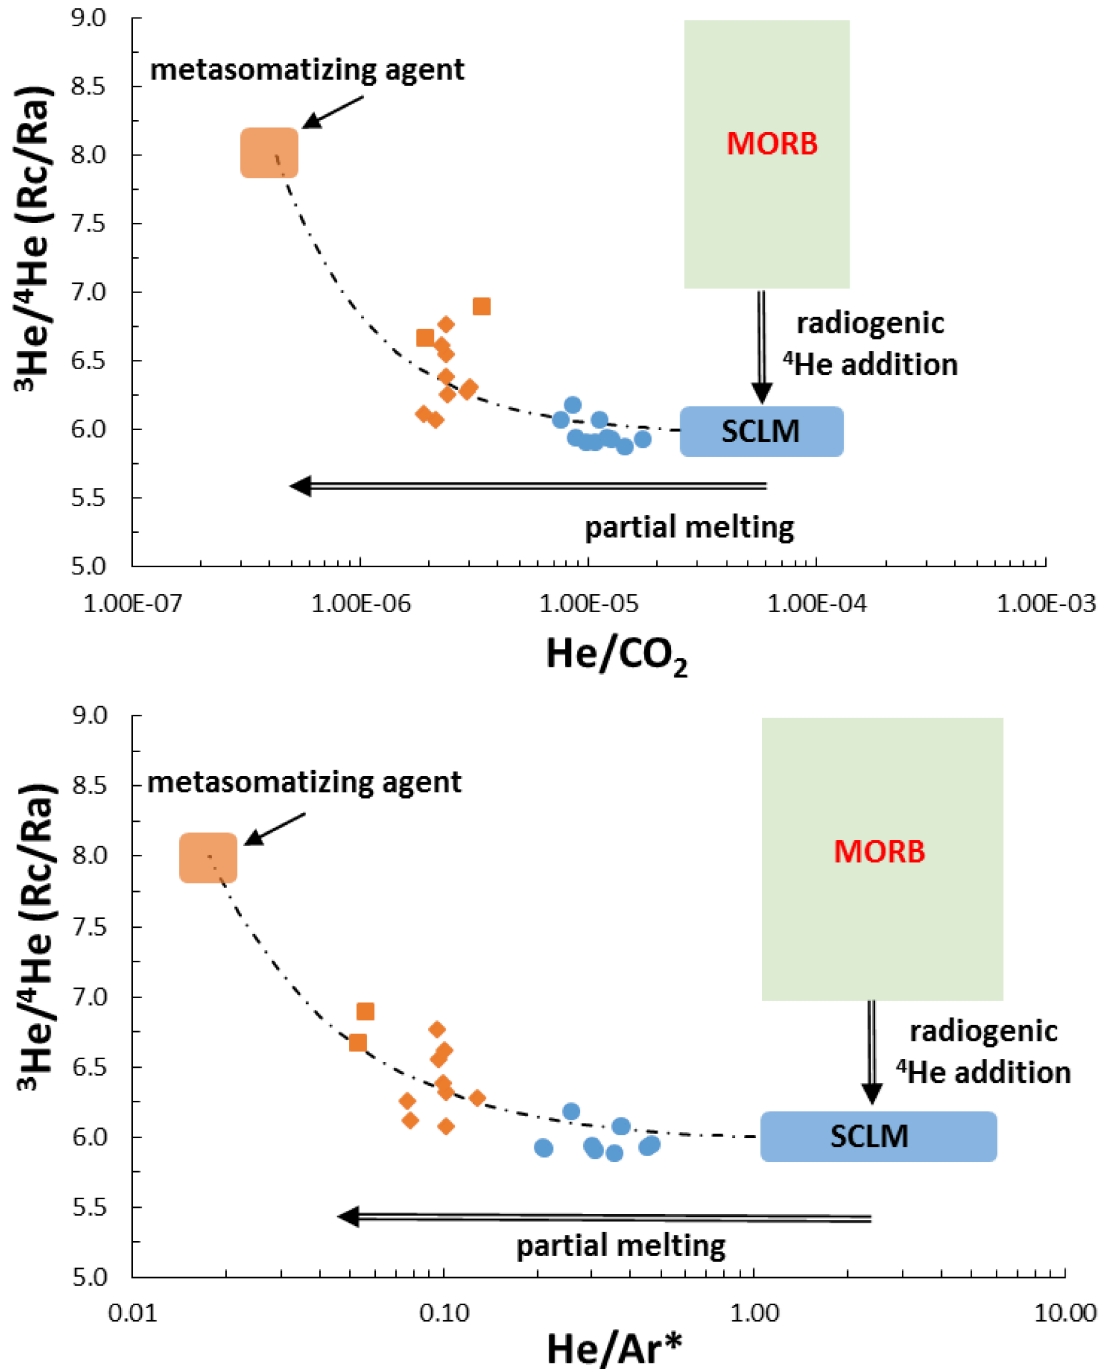 9.0
metasomatizing agent
8.5
8.0
MORB
7.5
7.0
radiogenic
⁴He addition
6.5
6.0
SCLM
5.5
partial melting
5.0
³He/⁴He (Rc/Ra)
1.00E-07 1.00E-06 1.00E-05 1.00E-04 1.00E-03
He/CO₂
9.0
metasomatizing agent
8.5
8.0
MORB
7.5
7.0
radiogenic
⁴He addition
6.5
6.0
SCLM
5.5
partial melting
5.0
³He/⁴He (Rc/Ra)
0.01 0.10 1.00 10.00
He/Ar*